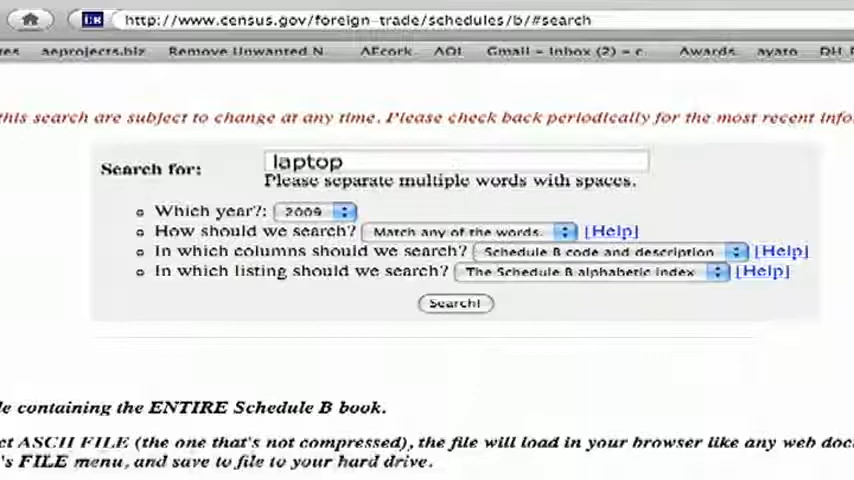 http://www.census.gov/foreign-trade/schedules/b/#search
aeprojects.biz Remove Unwanted N AEcork AOL Gmail - Inbox (2) = c Awards ayato
this search are subject to change at any time. Please check back periodically for the most recent info
Search for: laptop
Please separate multiple words with spaces.
Which year?: 2009
How should we search? Match any of the words. [Help]
In which columns should we search? Schedule B code and description [Help]
In which listing should we search? The Schedule B alphabetic index [Help]
Search!
le containing the ENTIRE Schedule B book.
ct ASCII FILE (the one that's not compressed), the file will load in your browser like any web doc
's FILE menu, and save to file to your hard drive.